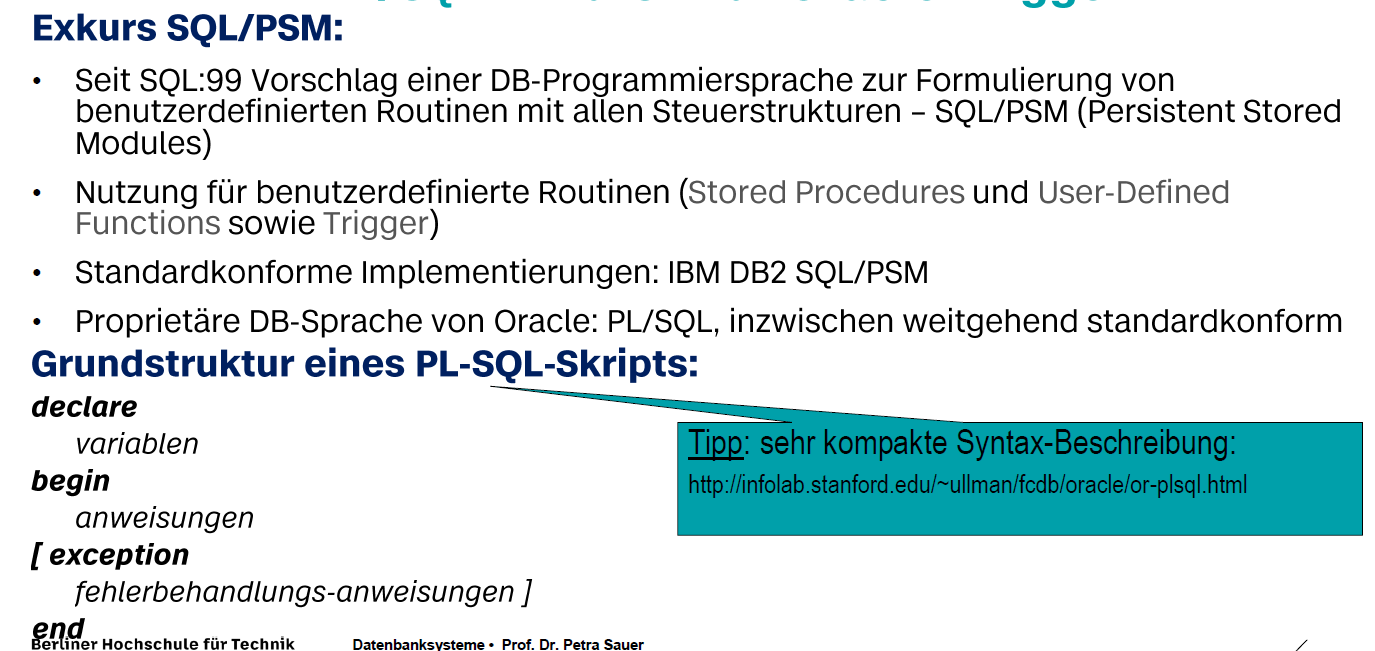 Exkurs SQL/PSM:
• Seit SQL:99 Vorschlag einer DB-Programmiersprache zur Formulierung von
benutzerdefinierten Routinen mit allen Steuerstrukturen – SQL/PSM (Persistent Stored
Modules)
• Nutzung für benutzerdefinierte Routinen (Stored Procedures und User-Defined
Functions sowie Trigger)
• Standardkonforme Implementierungen: IBM DB2 SQL/PSM
• Proprietäre DB-Sprache von Oracle: PL/SQL, inzwischen weitgehend standardkonform
Grundstruktur eines PL-SQL-Skripts:
declare
variablen
begin
anweisungen
[ exception
fehlerbehandlungs-anweisungen ]
end
Tipp: sehr kompakte Syntax-Beschreibung:
http://infolab.stanford.edu/~ullman/fcdb/oracle/or-plsql.html
Berliner Hochschule für Technik Datenbanksysteme • Prof. Dr. Petra Sauer